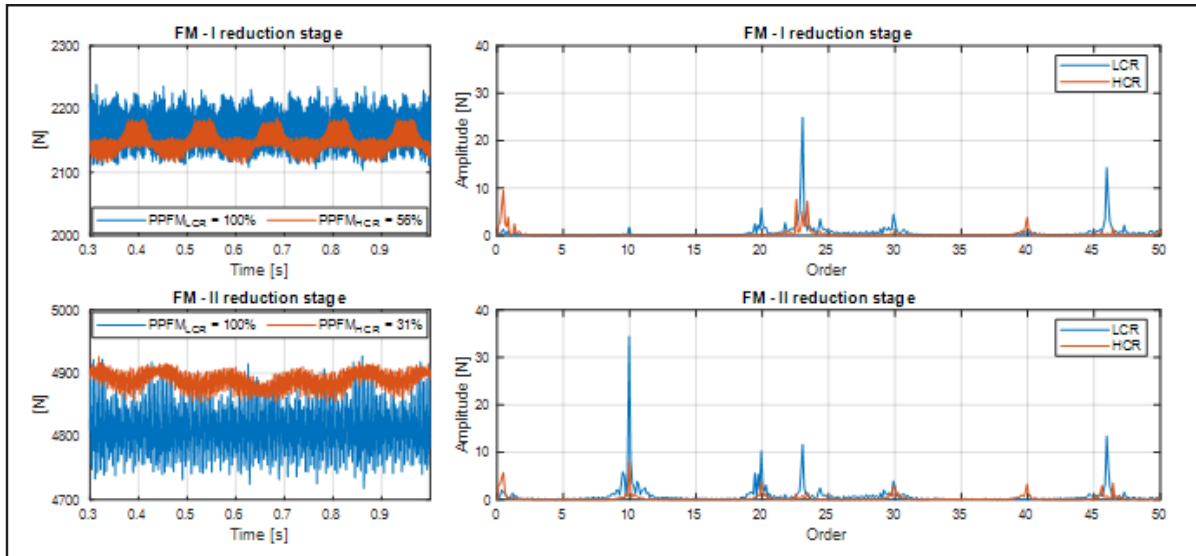 FM - I reduction stage
[N]
2300
2200
2100
2000
PPFM_LCR = 100% PPFM_HCR = 56%
0.3 0.4 0.5 0.6 0.7 0.8 0.9
Time [s]
FM - I reduction stage
Amplitude [N]
40
30
20
10
0
LCR
HCR
0 5 10 15 20 25 30 35 40 45 50
Order
FM - II reduction stage
[N]
5000
4900
4800
4700
PPFM_LCR = 100% PPFM_HCR = 31%
0.3 0.4 0.5 0.6 0.7 0.8 0.9
Time [s]
FM - II reduction stage
Amplitude [N]
40
30
20
10
0
LCR
HCR
0 5 10 15 20 25 30 35 40 45 50
Order